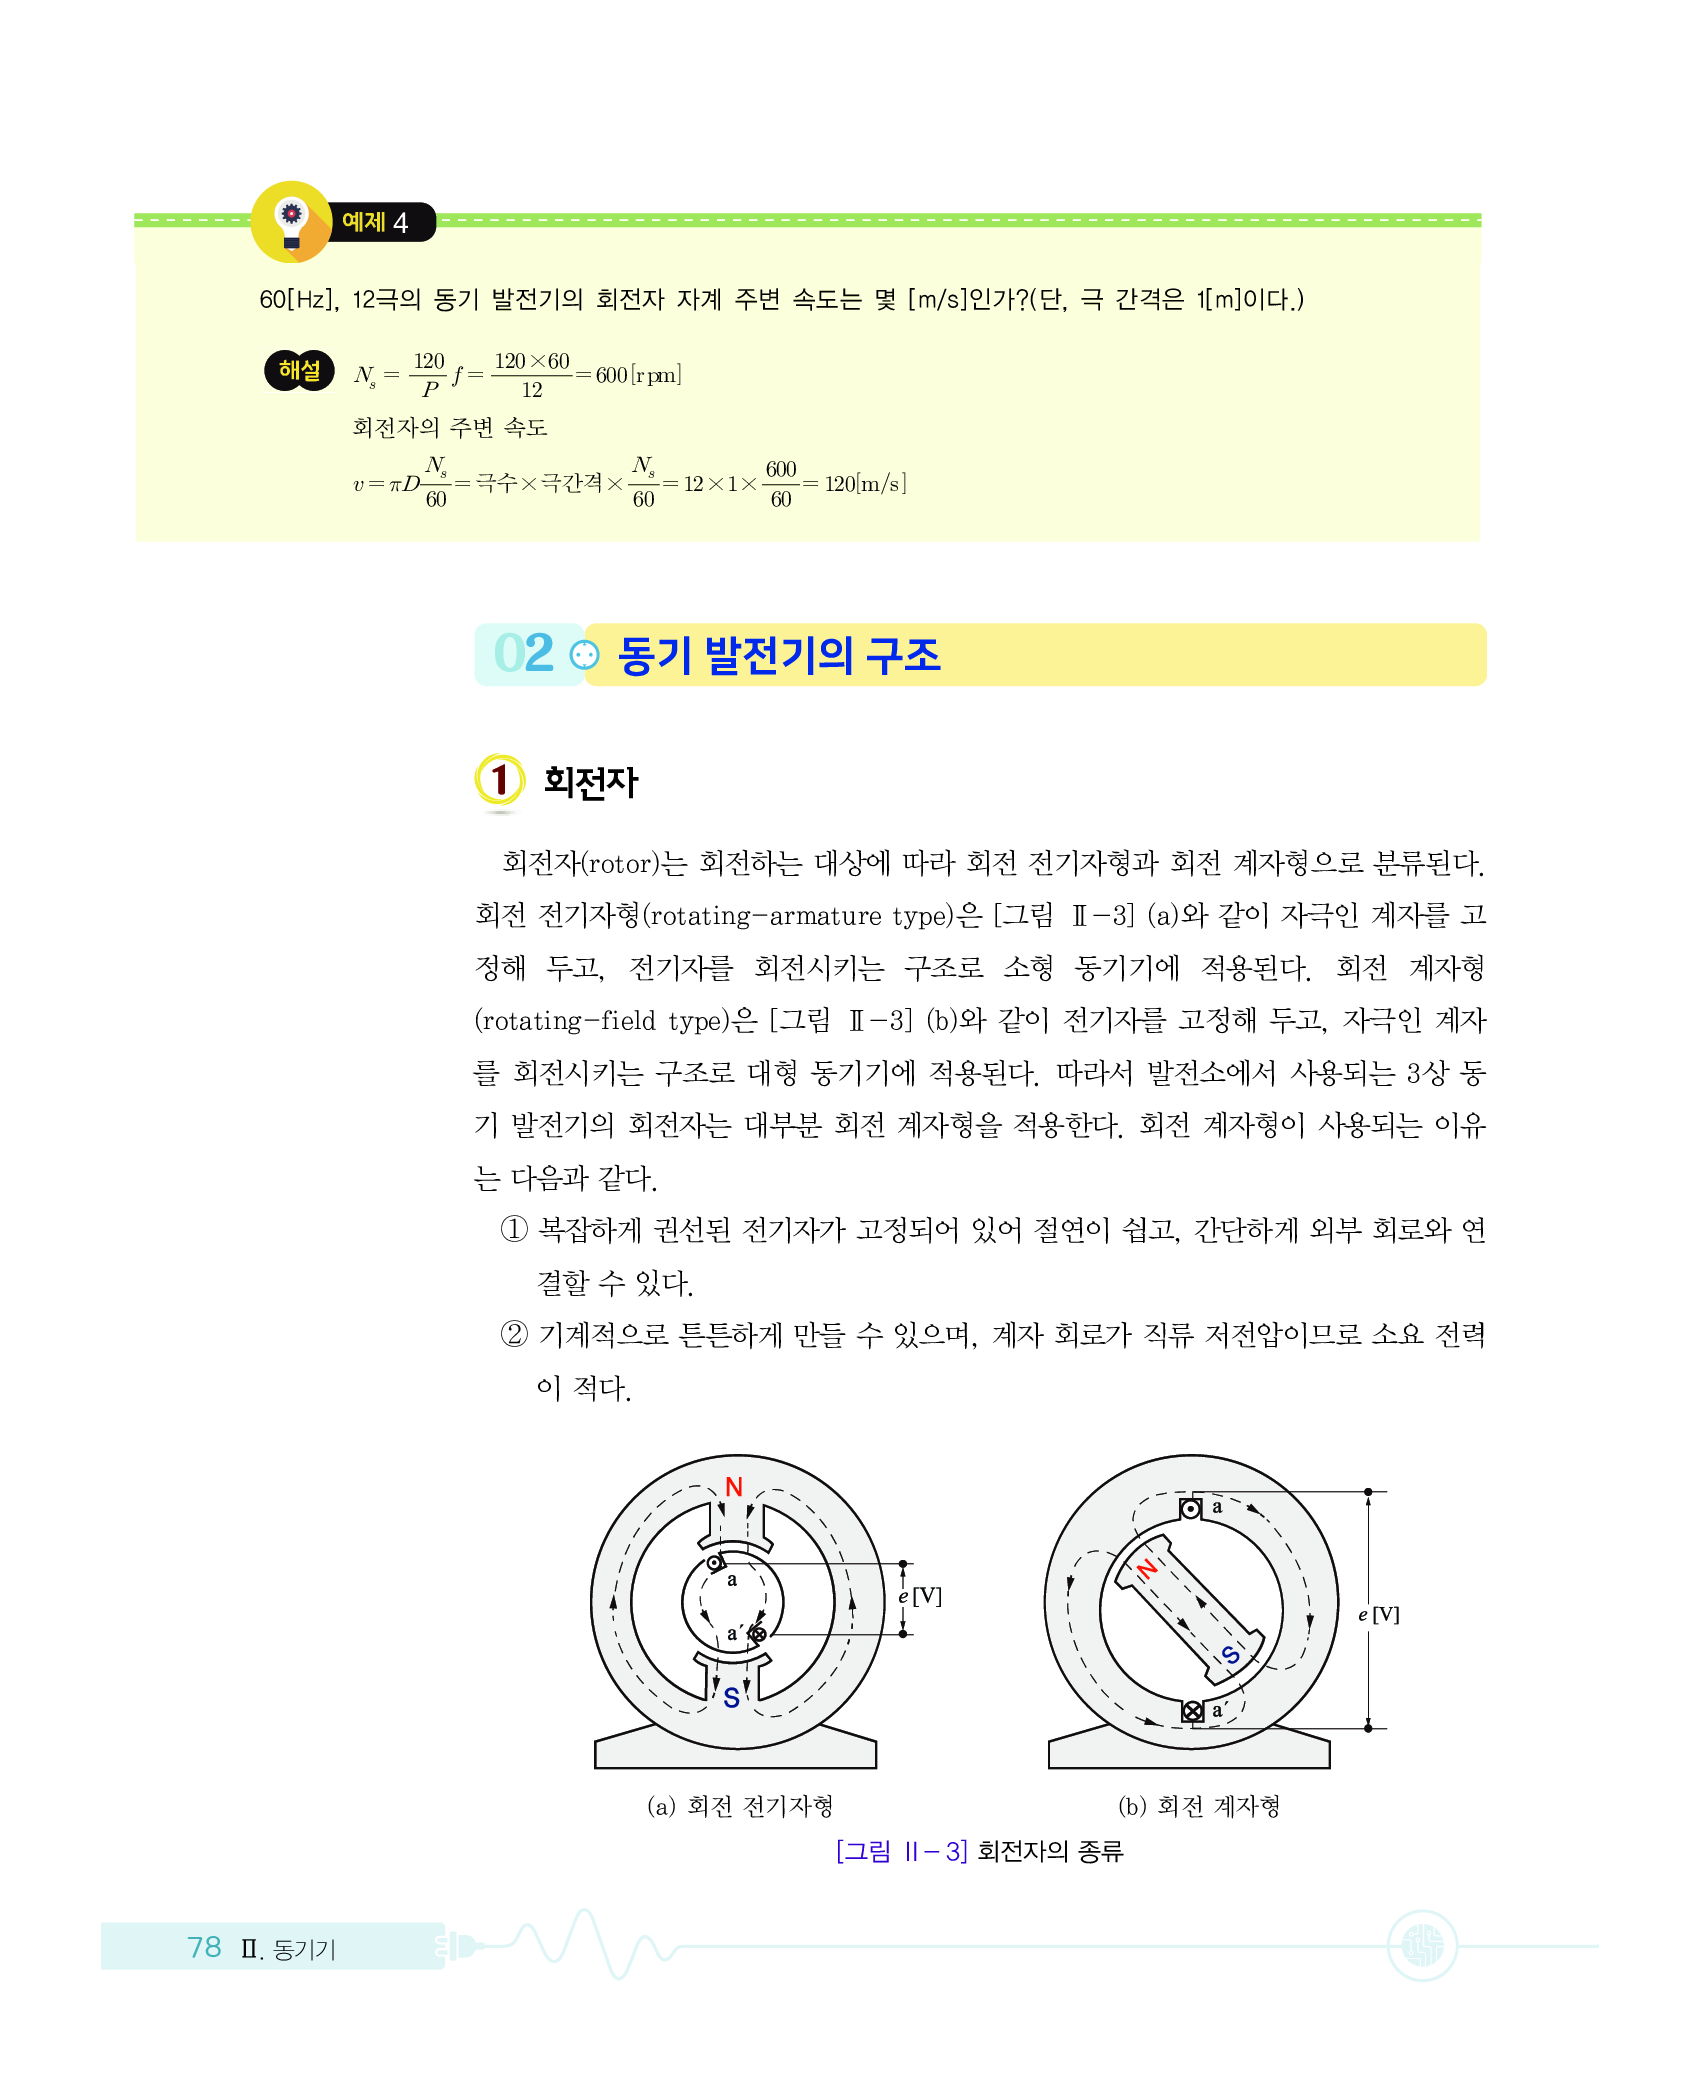 예제 4
60[Hz], 12극의 동기 발전기의 회전자 자계 주변 속도는 몇 [m/s]인가?(단, 극 간격은 1[m]이다.)
해설
N_s = 120/P f = 120×60/12 = 600[rpm]
회전자의 주변 속도
v = πD N_s/60 = 극수×극간격× N_s/60 = 12×1× 600/60 = 120[m/s]
02 동기 발전기의 구조
1 회전자
회전자(rotor)는 회전하는 대상에 따라 회전 전기자형과 회전 계자형으로 분류된다.
회전 전기자형(rotating-armature type)은 [그림 Ⅱ-3] (a)와 같이 자극인 계자를 고
정해 두고, 전기자를 회전시키는 구조로 소형 동기기에 적용된다. 회전 계자형
(rotating-field type)은 [그림 Ⅱ-3] (b)와 같이 전기자를 고정해 두고, 자극인 계자
를 회전시키는 구조로 대형 동기기에 적용된다. 따라서 발전소에서 사용되는 3상 동
기 발전기의 회전자는 대부분 회전 계자형을 적용한다. 회전 계자형이 사용되는 이유
는 다음과 같다.
① 복잡하게 권선된 전기자가 고정되어 있어 절연이 쉽고, 간단하게 외부 회로와 연
결할 수 있다.
② 기계적으로 튼튼하게 만들 수 있으며, 계자 회로가 직류 저전압이므로 소요 전력
이 적다.
N
a
e[V]
a´
S
a
N
e[V]
S
a´
(a) 회전 전기자형
(b) 회전 계자형
[그림 Ⅱ-3] 회전자의 종류
78 Ⅱ. 동기기